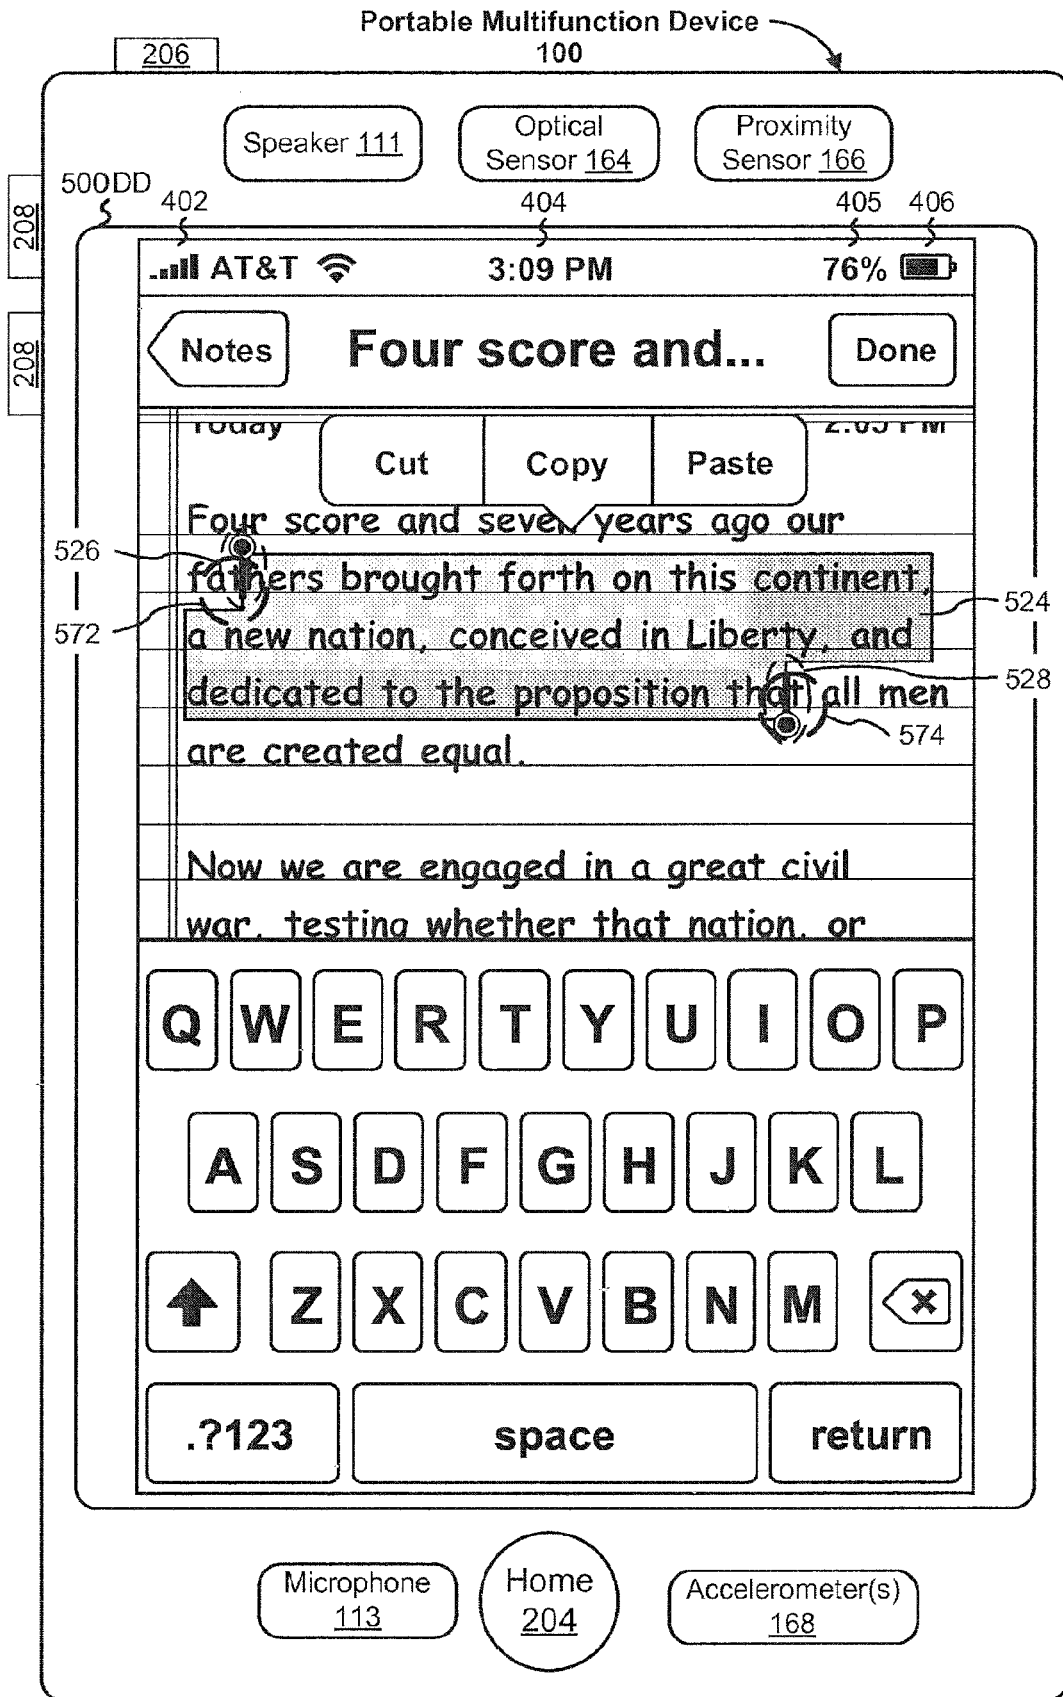 Portable Multifunction Device
100
206
Speaker 111
Optical
Sensor 164
Proximity
Sensor 166
500DD
402
404
405
406
208
AT&T
3:09 PM
76%
208
Notes
Four score and...
Done
Today
2:05 PM
Cut
Copy
Paste
Four score and seven years ago our
526
fathers brought forth on this continent,
524
572
a new nation, conceived in Liberty, and
528
dedicated to the proposition that all men
574
are created equal.
Now we are engaged in a great civil
war, testing whether that nation, or
Q W E R T Y U I O P
A S D F G H J K L
Z X C V B N M
.?123
space
return
Microphone
113
Home
204
Accelerometer(s)
168